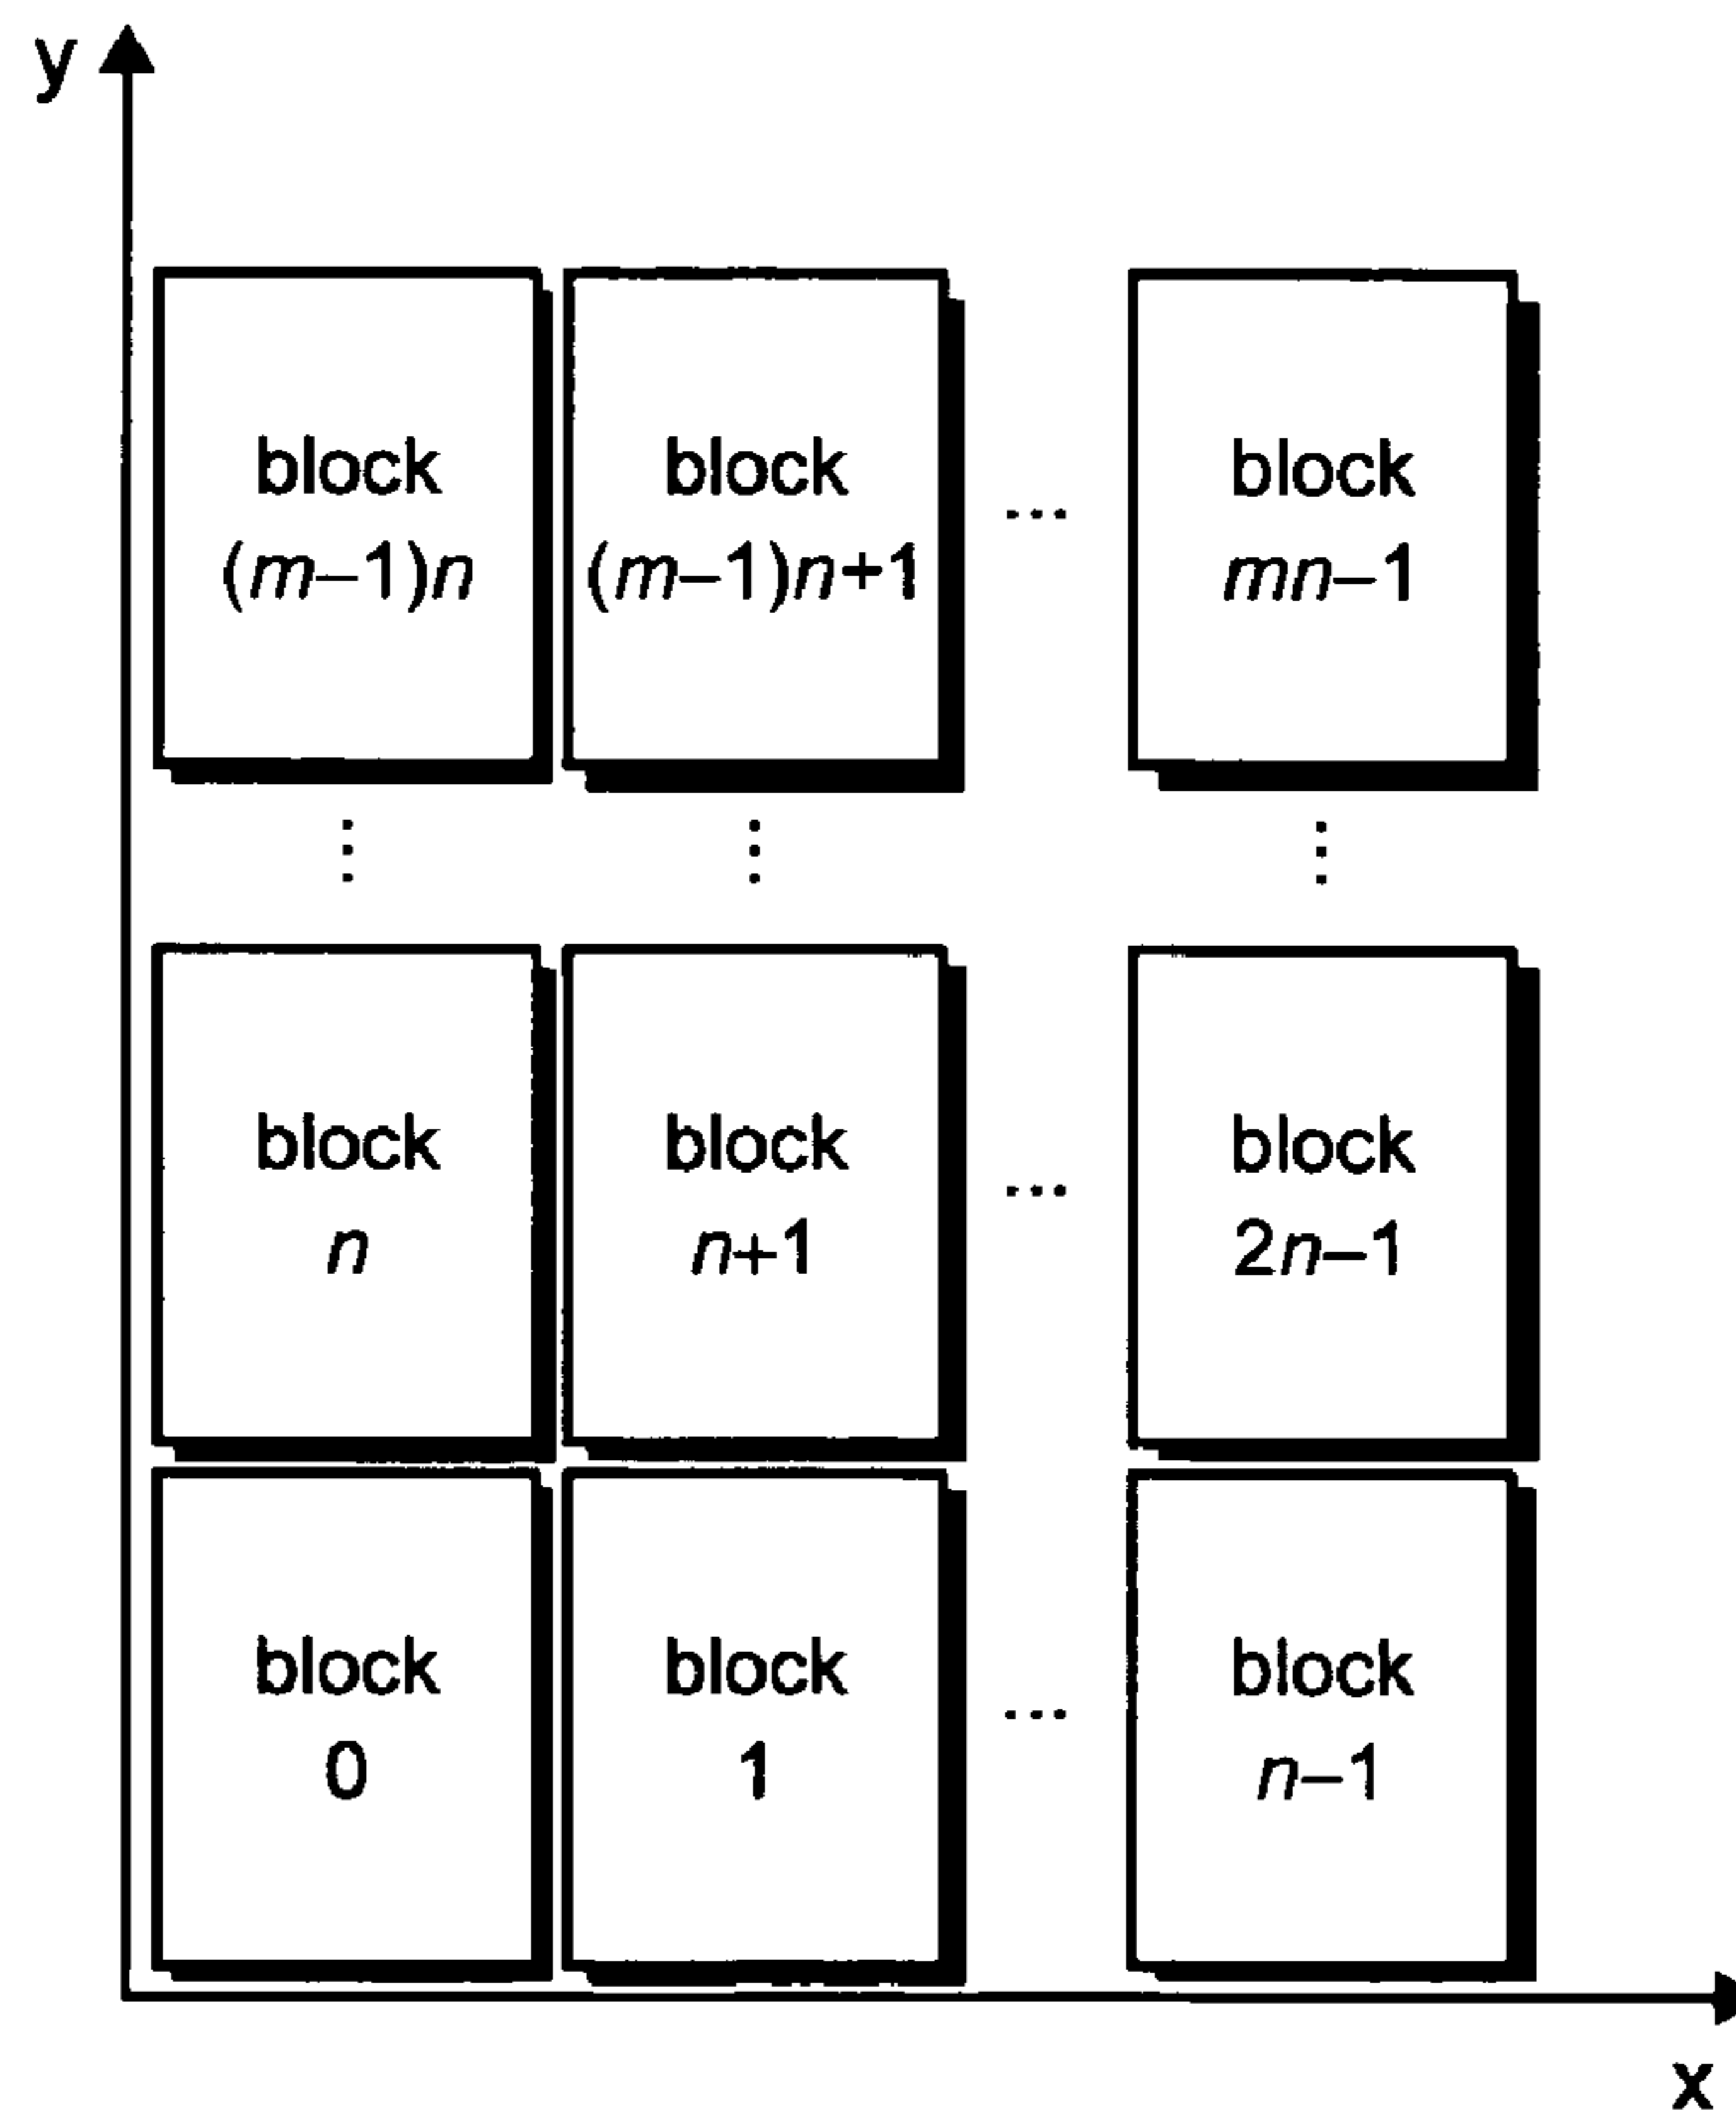 y
block
(m–1)n
block
(m–1)n+1
...
block
mn–1
block
n
block
n+1
...
block
2n–1
block
0
block
1
...
block
n–1
x